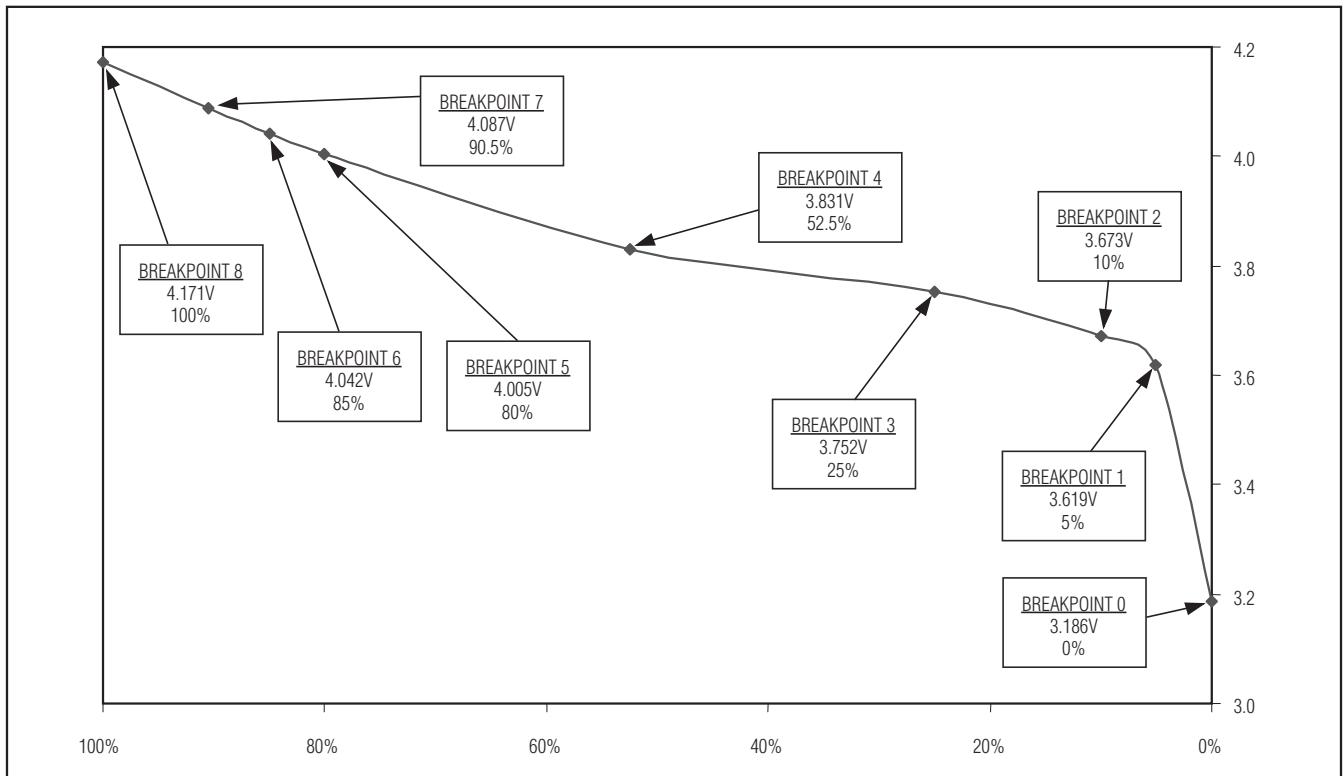 BREAKPOINT 7
4.087V
90.5%
BREAKPOINT 4
3.831V
52.5%
BREAKPOINT 2
3.673V
10%
BREAKPOINT 8
4.171V
100%
BREAKPOINT 6
4.042V
85%
BREAKPOINT 5
4.005V
80%
BREAKPOINT 3
3.752V
25%
BREAKPOINT 1
3.619V
5%
BREAKPOINT 0
3.186V
0%
4.2
4.0
3.8
3.6
3.4
3.2
3.0
100%
80%
60%
40%
20%
0%